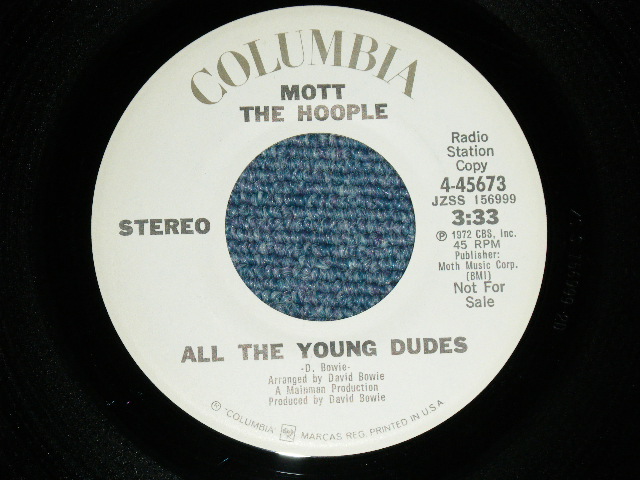 COLUMBIA
MOTT
THE HOOPLE
Radio
Station
Copy
4-45673
JZSS 156999
3:33
Ⓟ 1972 CBS, Inc.
45 RPM
Publisher:
Moth Music Corp.
(BMI)
Not For
Sale
STEREO
ALL THE YOUNG DUDES
-D. Bowie-
Arranged by David Bowie
A Mainman Production
Produced by David Bowie
"COLUMBIA" MARCAS REG. PRINTED IN U.S.A